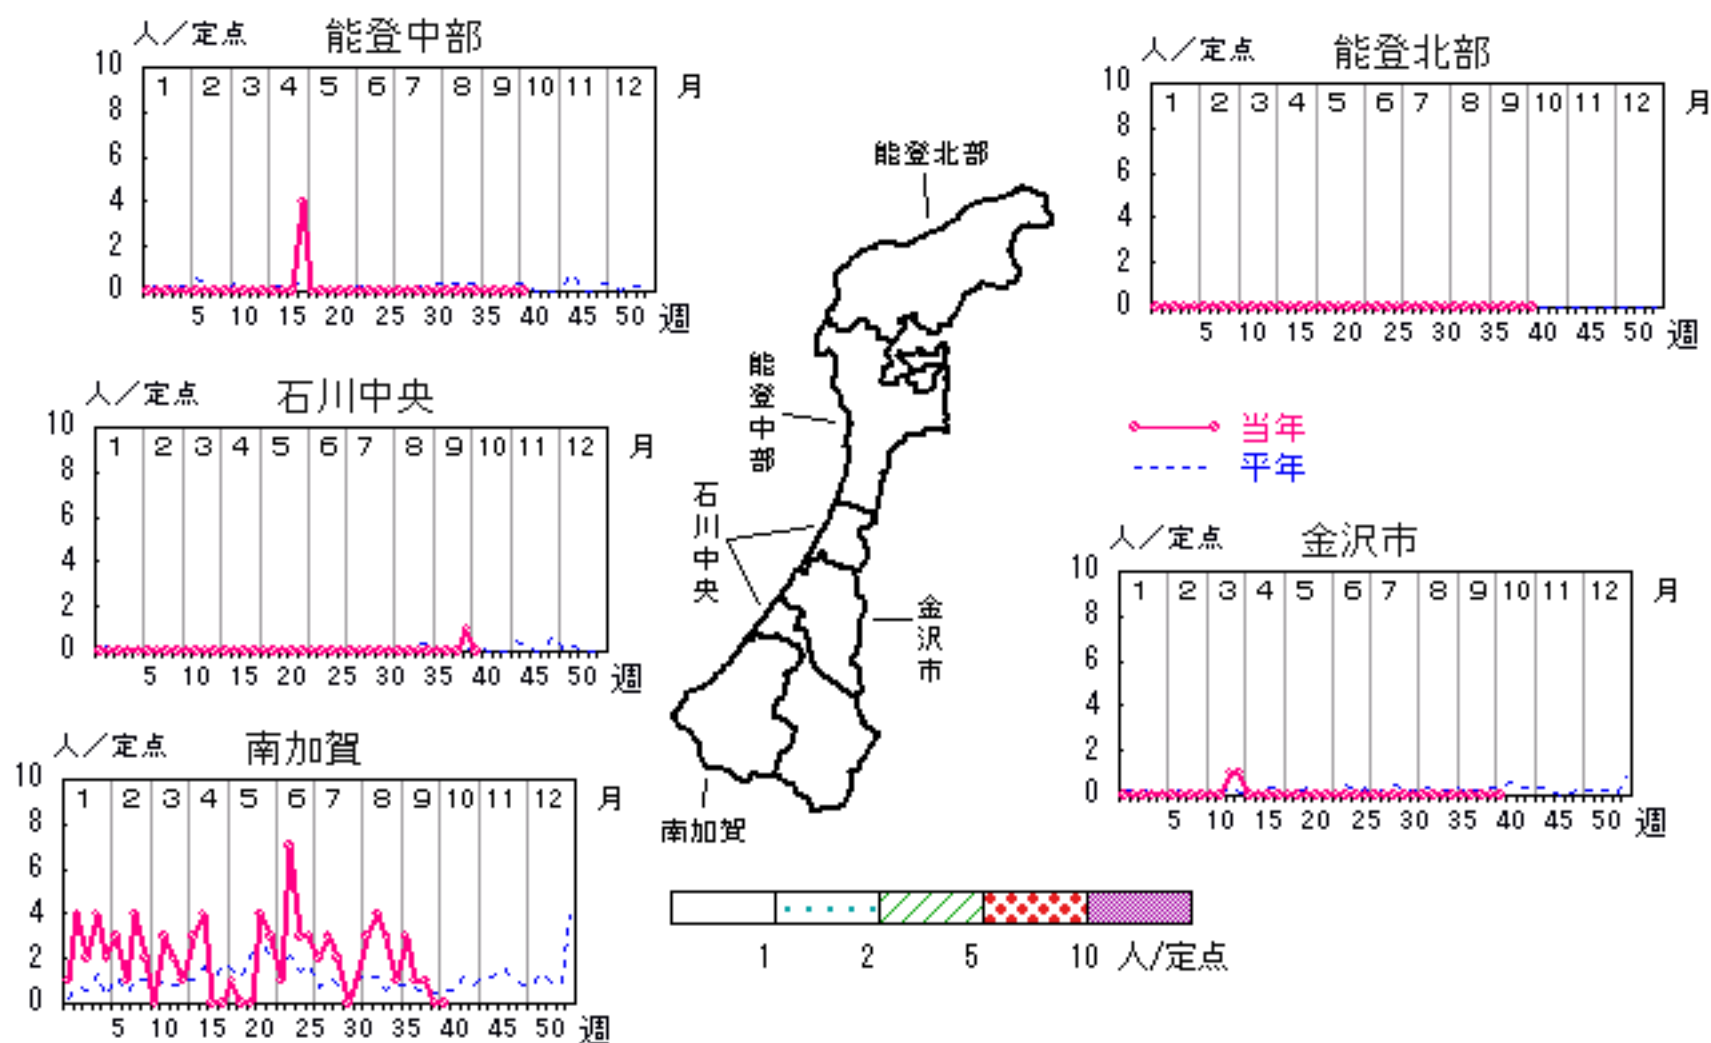 人／定点 能登中部
10 8 6 4 2 0
1 2 3 4 5 6 7 8 9 10 11 12 月
5 10 15 20 25 30 35 40 45 50 週
人／定点 能登北部
10 8 6 4 2 0
1 2 3 4 5 6 7 8 9 10 11 12 月
5 10 15 20 25 30 35 40 45 50 週
能登北部
能登中部
石川中央
金沢市
南加賀
人／定点 石川中央
10 8 6 4 2 0
1 2 3 4 5 6 7 8 9 10 11 12 月
5 10 15 20 25 30 35 40 45 50 週
当年
平年
人／定点 金沢市
10 8 6 4 2 0
1 2 3 4 5 6 7 8 9 10 11 12 月
5 10 15 20 25 30 35 40 45 50 週
人／定点 南加賀
10 8 6 4 2 0
1 2 3 4 5 6 7 8 9 10 11 12 月
5 10 15 20 25 30 35 40 45 50 週
1 2 5 10 人/定点